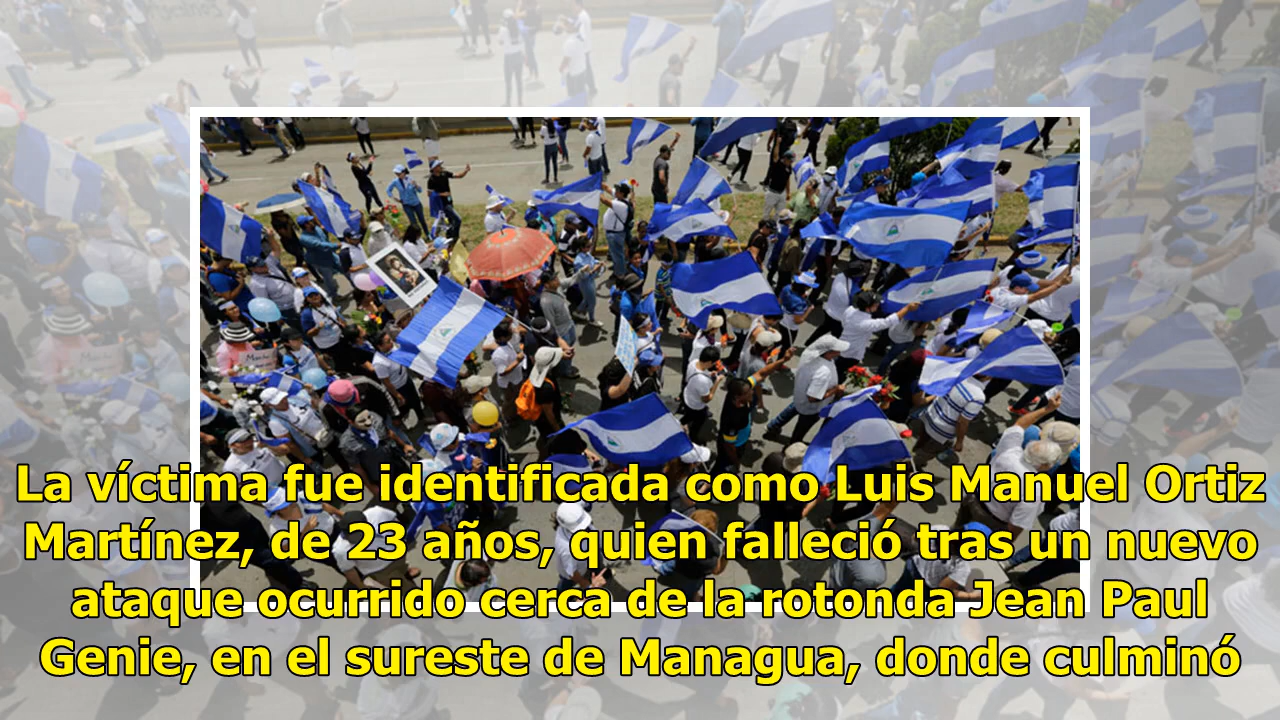 La víctima fue identificada como Luis Manuel Ortiz
Martínez, de 23 años, quien falleció tras un nuevo
ataque ocurrido cerca de la rotonda Jean Paul
Genie, en el sureste de Managua, donde culminó